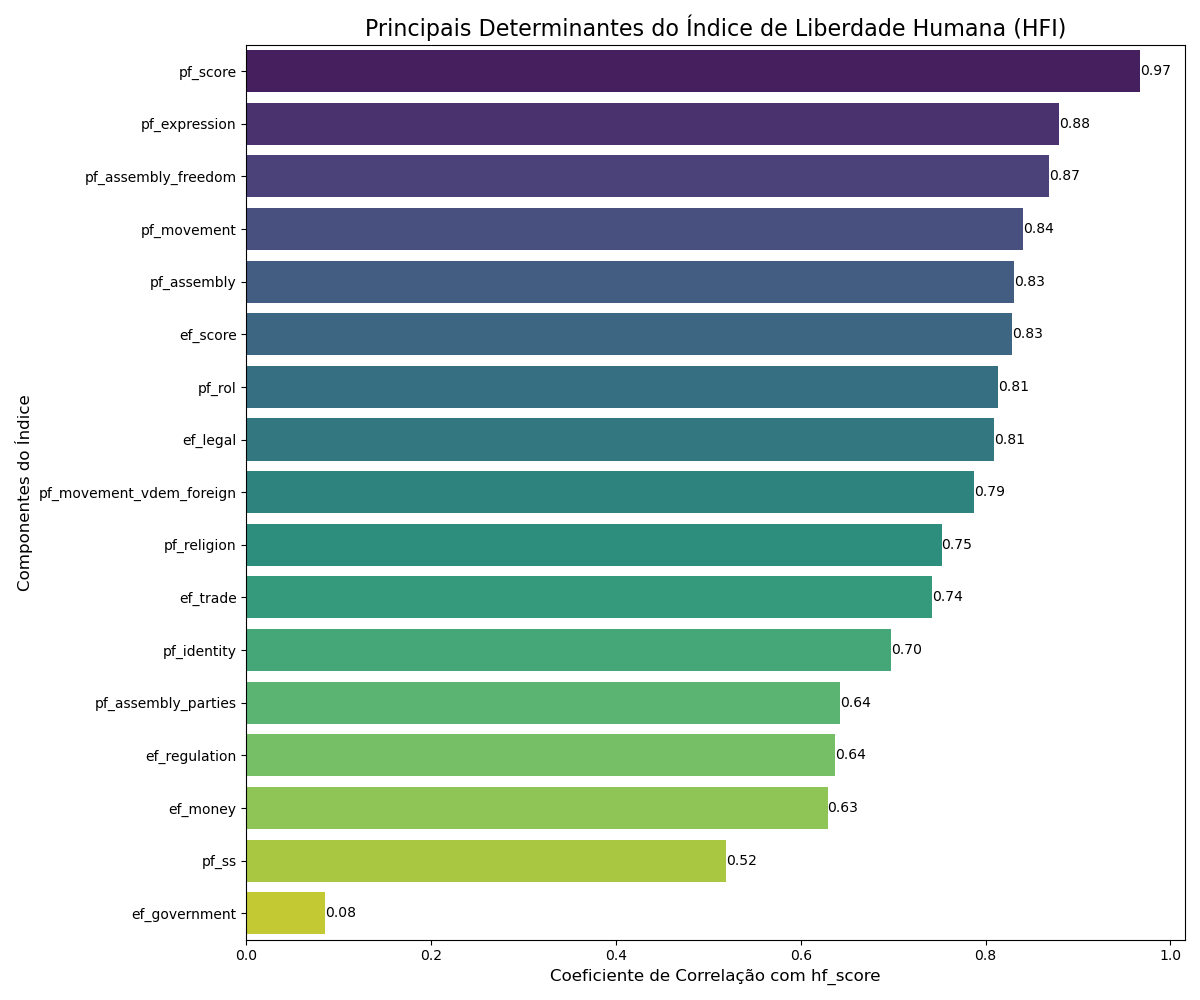 Principais Determinantes do Índice de Liberdade Humana (HFI)
pf_score 0.97
pf_expression 0.88
pf_assembly_freedom 0.87
pf_movement 0.84
pf_assembly 0.83
ef_score 0.83
pf_rol 0.81
ef_legal 0.81
pf_movement_vdem_foreign 0.79
pf_religion 0.75
ef_trade 0.74
pf_identity 0.70
pf_assembly_parties 0.64
ef_regulation 0.64
ef_money 0.63
pf_ss 0.52
ef_government 0.08
Componentes do Índice
0.0 0.2 0.4 0.6 0.8 1.0
Coeficiente de Correlação com hf_score